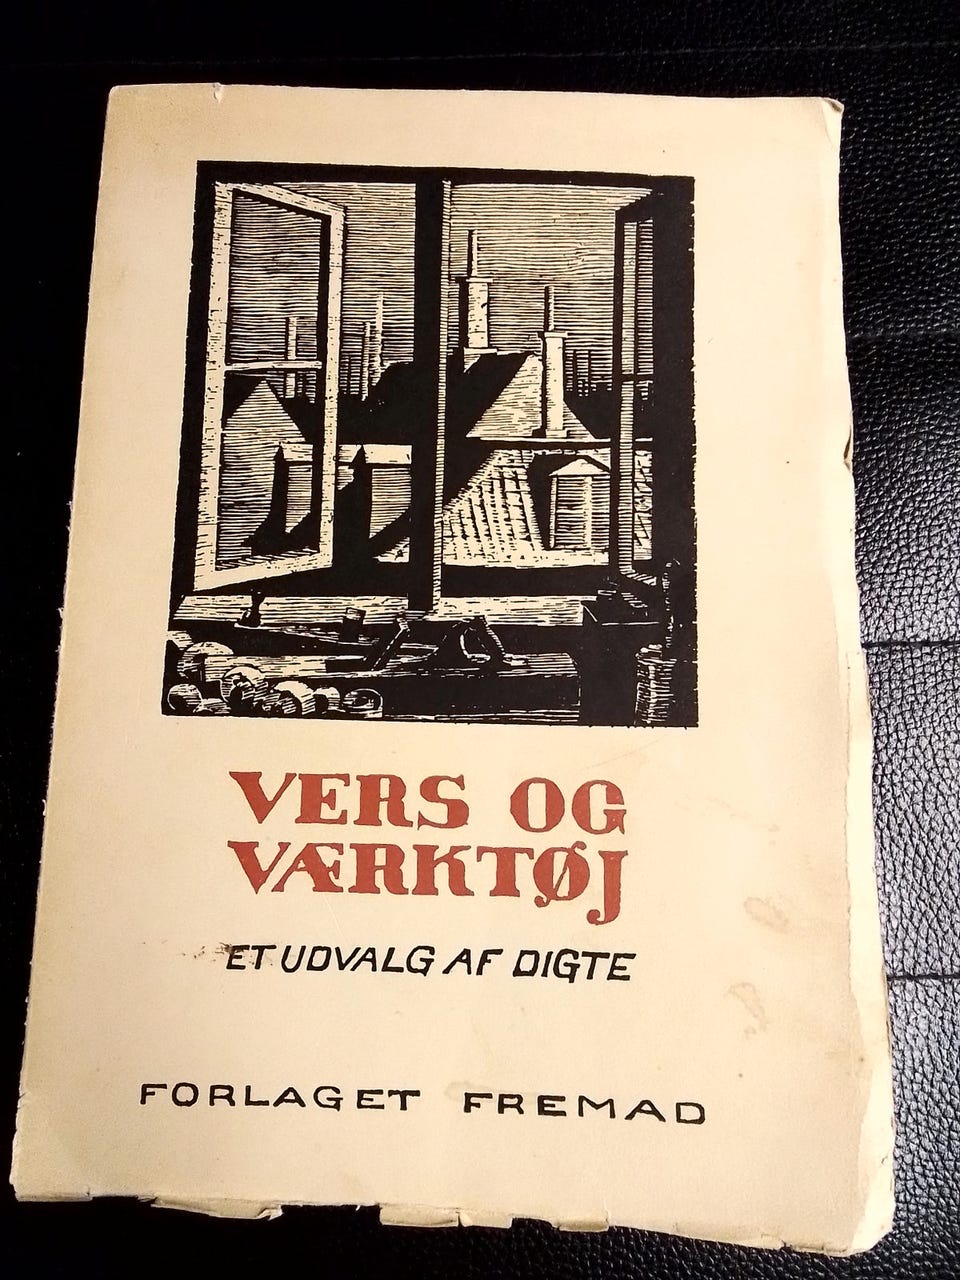 VERS OG
VÆRKTØJ
ET UDVALG AF DIGTE
FORLAGET FREMAD